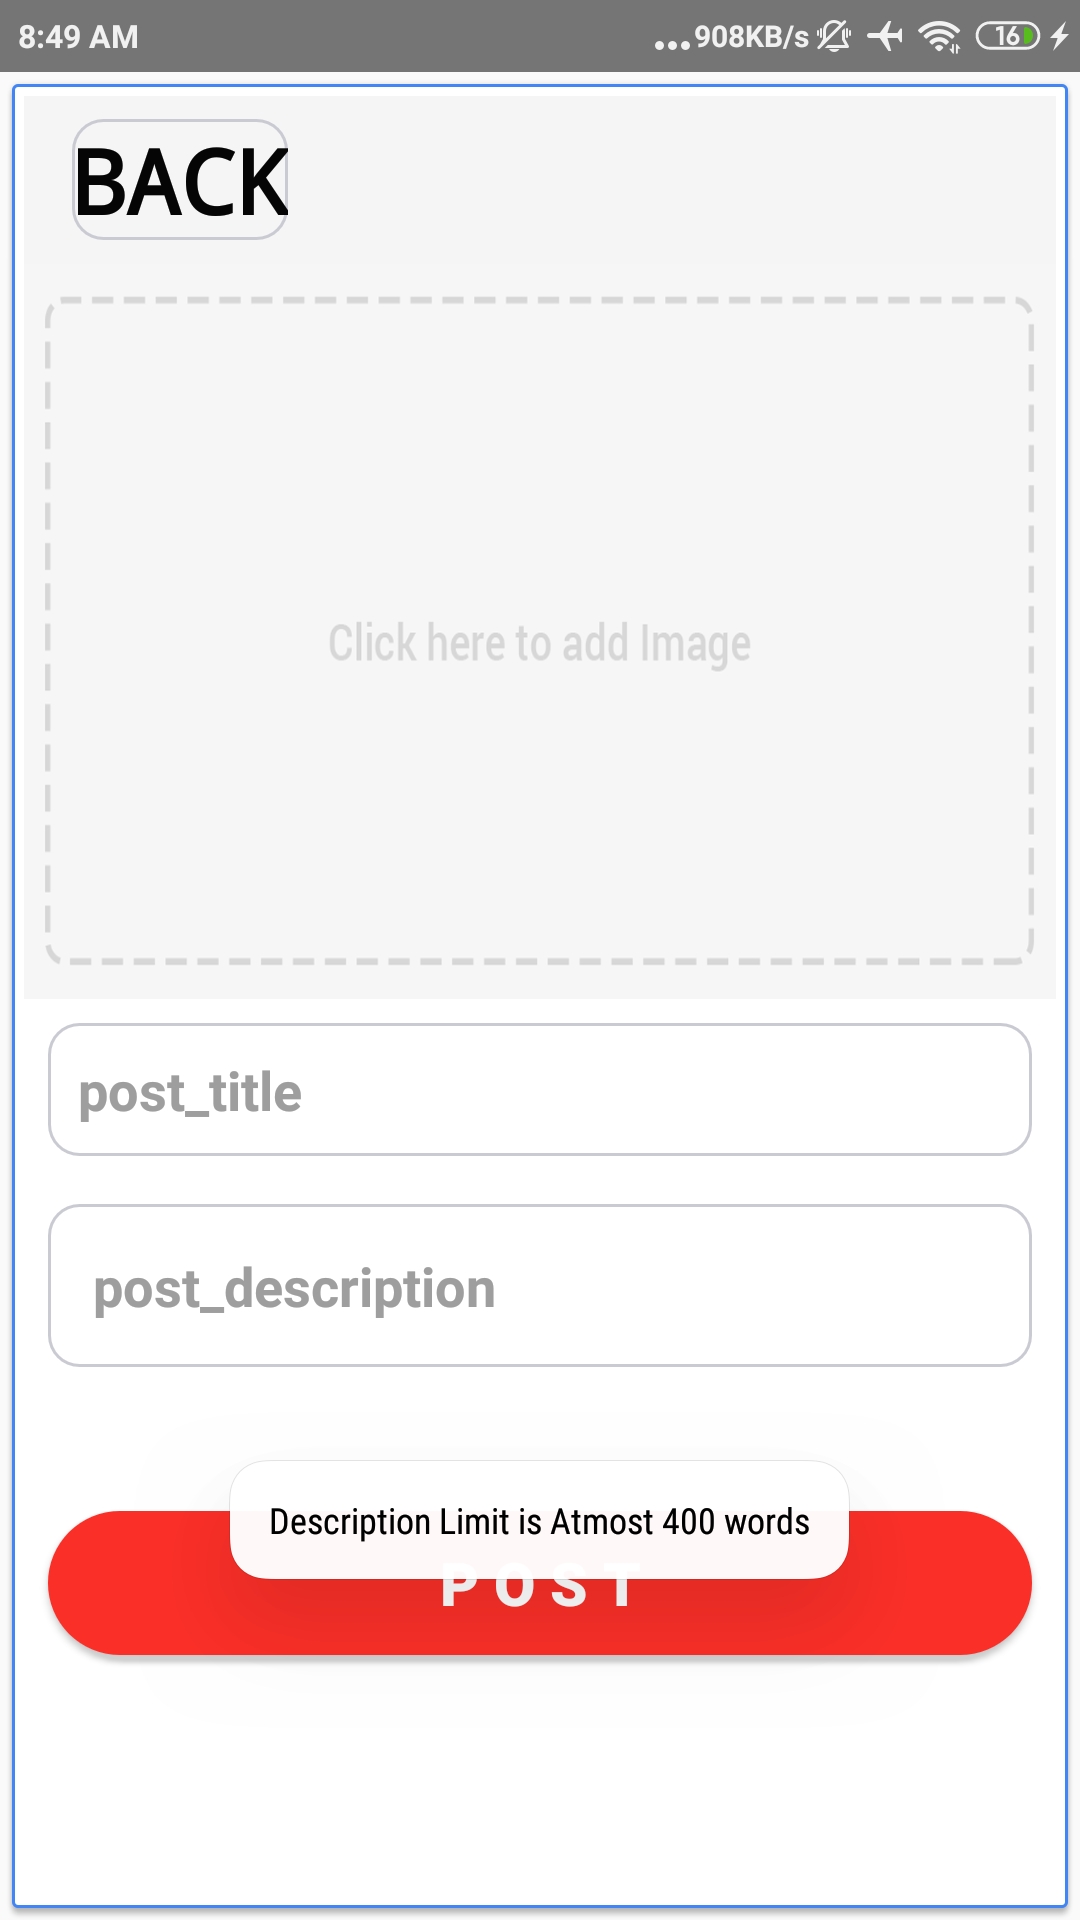 8:49 AM ...908KB/s 16
BACK
Click here to add Image
post_title
post_description
Description Limit is Atmost 400 words
POST